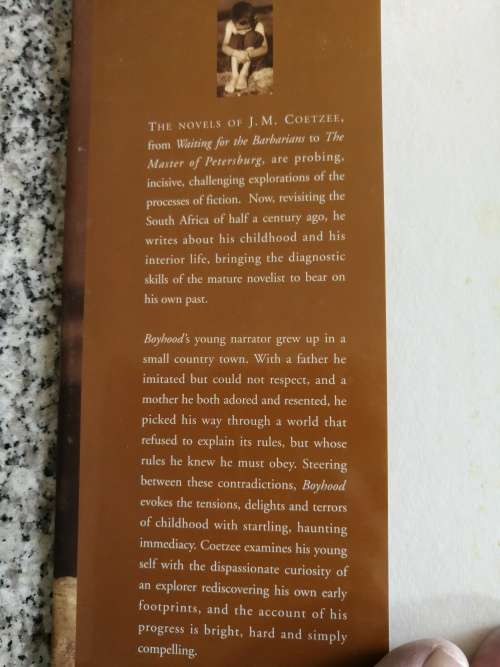 THE NOVELS OF J.M. COETZEE,
from Waiting for the Barbarians to The
Master of Petersburg, are probing,
incisive, challenging explorations of the
processes of fiction. Now, revisiting the
South Africa of half a century ago, he
writes about his childhood and his
interior life, bringing the diagnostic
skills of the mature novelist to bear on
his own past.
Boyhood's young narrator grew up in a
small country town. With a father he
imitated but could not respect, and a
mother he both adored and resented, he
picked his way through a world that
refused to explain its rules, but whose
rules he knew he must obey. Steering
between these contradictions, Boyhood
evokes the tensions, delights and terrors
of childhood with startling, haunting
immediacy. Coetzee examines his young
self with the dispassionate curiosity of
an explorer rediscovering his own early
footprints, and the account of his
progress is bright, hard and simply
compelling.